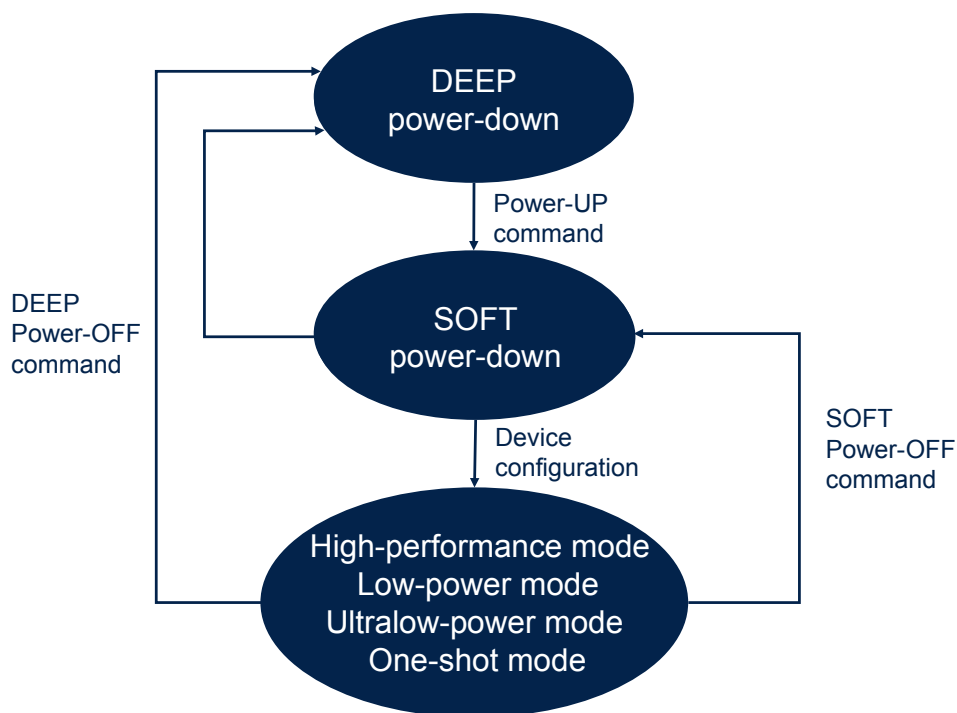 DEEP
power-down
Power-UP
command
DEEP
Power-OFF
command
SOFT
power-down
SOFT
Power-OFF
command
Device
configuration
High-performance mode
Low-power mode
Ultralow-power mode
One-shot mode